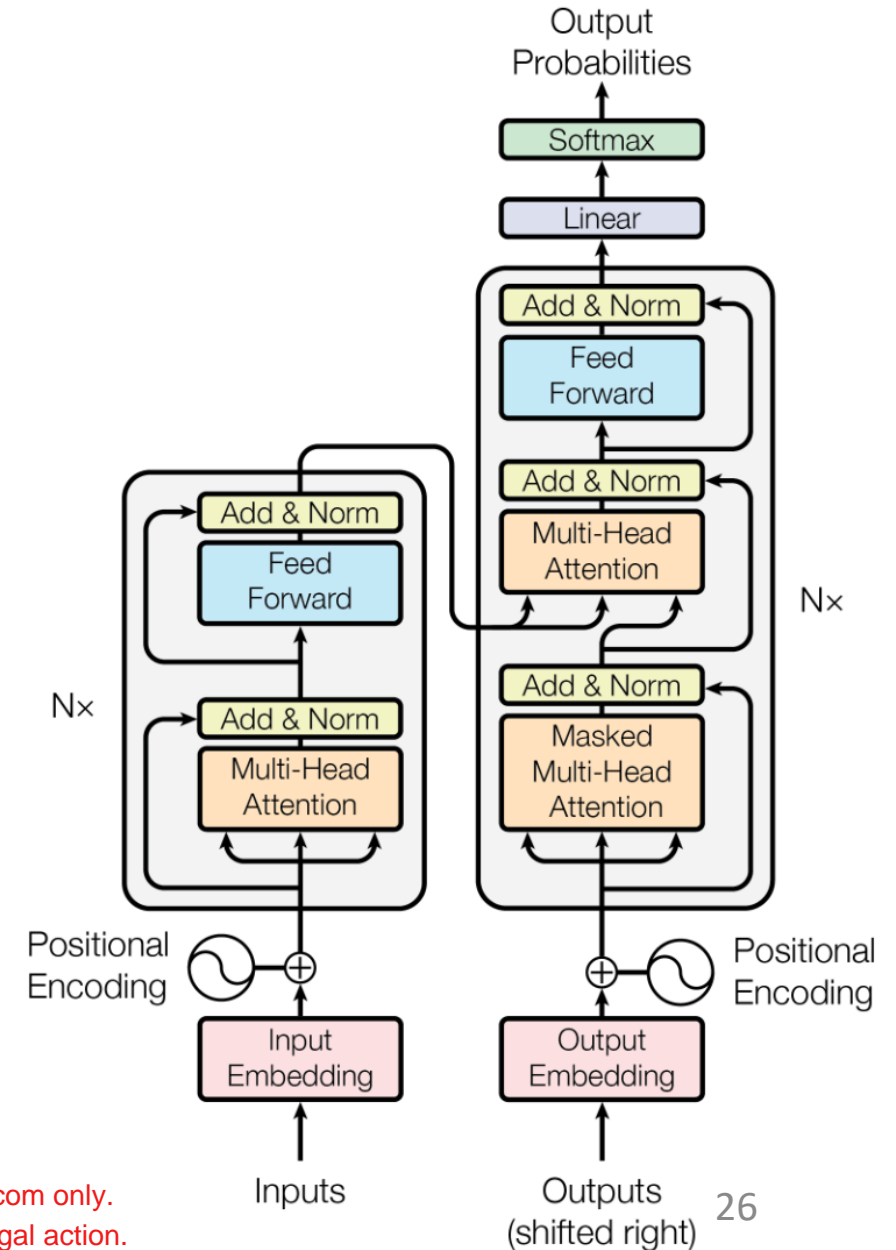 Output
Probabilities
Softmax
Linear
Add & Norm
Feed
Forward
Add & Norm
Multi-Head
Attention
Add & Norm
Masked
Multi-Head
Attention
N×
Add & Norm
Feed
Forward
Add & Norm
Multi-Head
Attention
N×
Positional
Encoding
Positional
Encoding
Input
Embedding
Output
Embedding
Inputs
Outputs
(shifted right)
com only.
gal action.
26